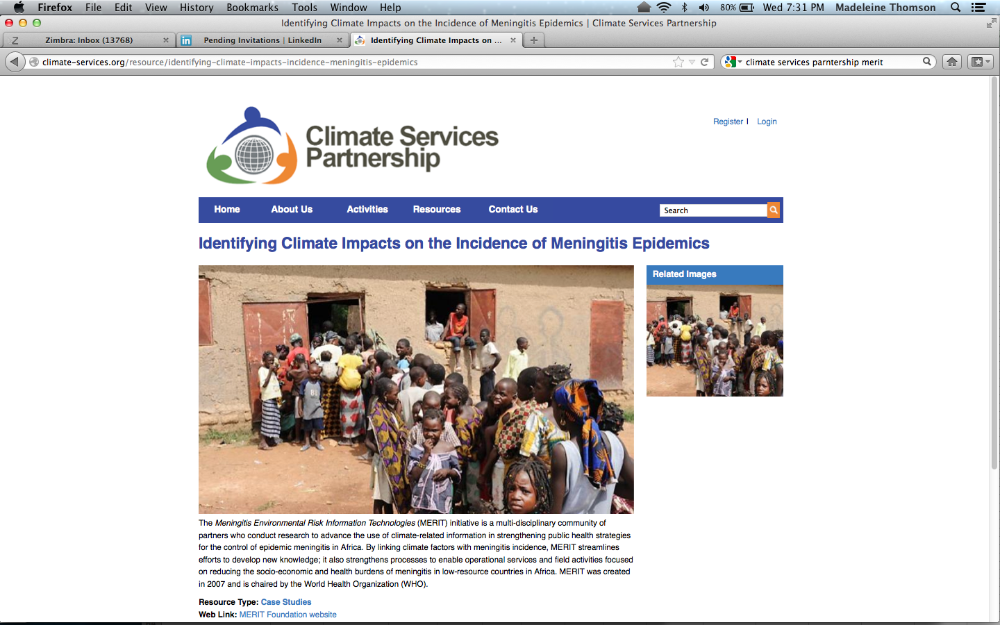 Firefox File Edit View History Bookmarks Tools Window Help 80% Wed 7:31 PM Madeleine Thomson
Identifying Climate Impacts on the Incidence of Meningitis Epidemics | Climate Services Partnership
Z Zimbra: Inbox (13768) in Pending Invitations | LinkedIn Identifying Climate Impacts on ...
climate-services.org/resource/identifying-climate-impacts-incidence-meningitis-epidemics climate services parntership merit
Climate Services
Partnership
Register | Login
Home About Us Activities Resources Contact Us Search
Identifying Climate Impacts on the Incidence of Meningitis Epidemics
Related Images
The Meningitis Environmental Risk Information Technologies (MERIT) initiative is a multi-disciplinary community of
partners who conduct research to advance the use of climate-related information in strengthening public health strategies
for the control of epidemic meningitis in Africa. By linking climate factors with meningitis incidence, MERIT streamlines
efforts to develop new knowledge; it also strengthens processes to enable operational services and field activities focused
on reducing the socio-economic and health burdens of meningitis in low-resource countries in Africa. MERIT was created
in 2007 and is chaired by the World Health Organization (WHO).
Resource Type: Case Studies
Web Link: MERIT Foundation website